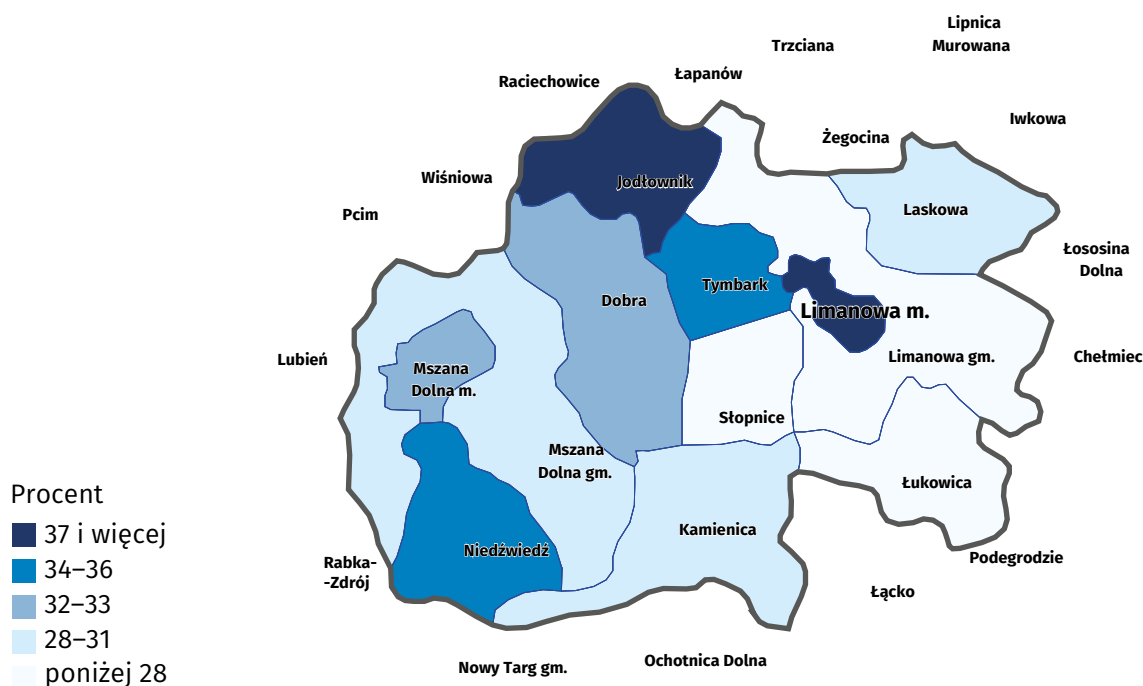 Lipnica
Murowana
Trzciana
Łapanów
Raciechowice
Iwkowa
Żegocina
Wiśniowa
Jodłownik
Pcim
Laskowa
Łososina
Dolna
Tymbark
Dobra
Limanowa m.
Lubień
Limanowa gm.
Chełmiec
Mszana
Dolna m.
Słopnice
Mszana
Dolna gm.
Łukowica
Kamienica
Niedźwiedź
Podegrodzie
Rabka-
-Zdrój
Łącko
Ochotnica Dolna
Nowy Targ gm.
Procent
37 i więcej
34–36
32–33
28–31
poniżej 28